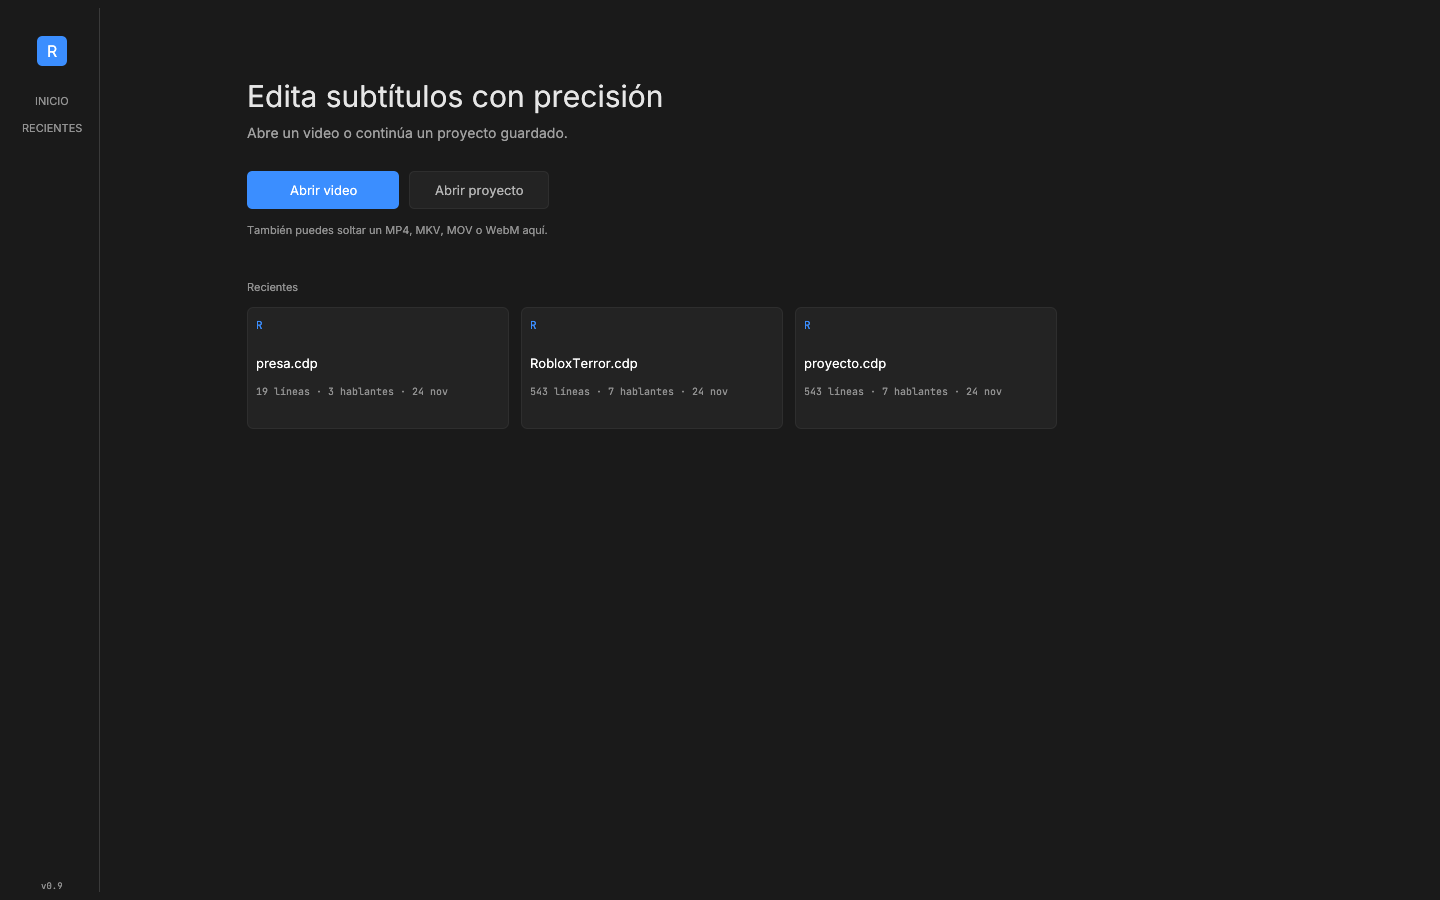 R
INICIO
RECIENTES
Edita subtítulos con precisión
Abre un video o continúa un proyecto guardado.
Abrir video
Abrir proyecto
También puedes soltar un MP4, MKV, MOV o WebM aquí.
Recientes
R
presa.cdp
19 líneas · 3 hablantes · 24 nov
R
RobloxTerror.cdp
543 líneas · 7 hablantes · 24 nov
R
proyecto.cdp
543 líneas · 7 hablantes · 24 nov
v0.9